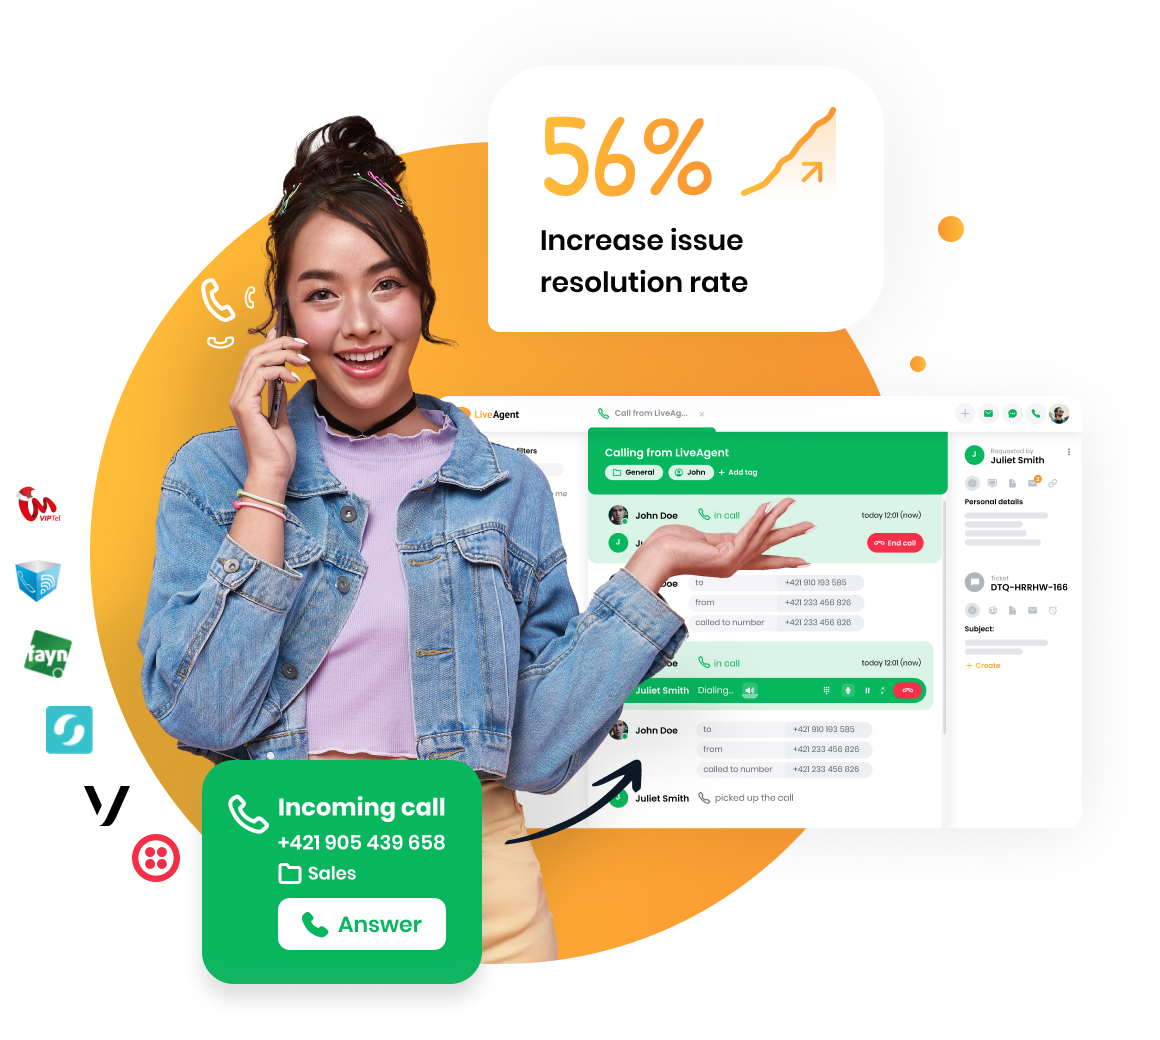 56%
Increase issue
resolution rate
LiveAgent
Call from LiveAg...
×
filters
me
Calling from LiveAgent
General
John
+ Add tag
John Doe
in call
today 12:01 (now)
J
End call
to
+421 910 193 585
from
+421 233 456 826
called to number
+421 233 456 826
in call
today 12:01 (now)
Juliet Smith
Dialing...
John Doe
to
+421 910 193 585
from
+421 233 456 826
called to number
+421 233 456 826
J
Juliet Smith
picked up the call
J
Requested by
Juliet Smith
2
Personal details
Ticket
DTQ-HRRHW-166
Subject:
+ Create
VIPTel
fayn
Incoming call
+421 905 439 658
Sales
Answer